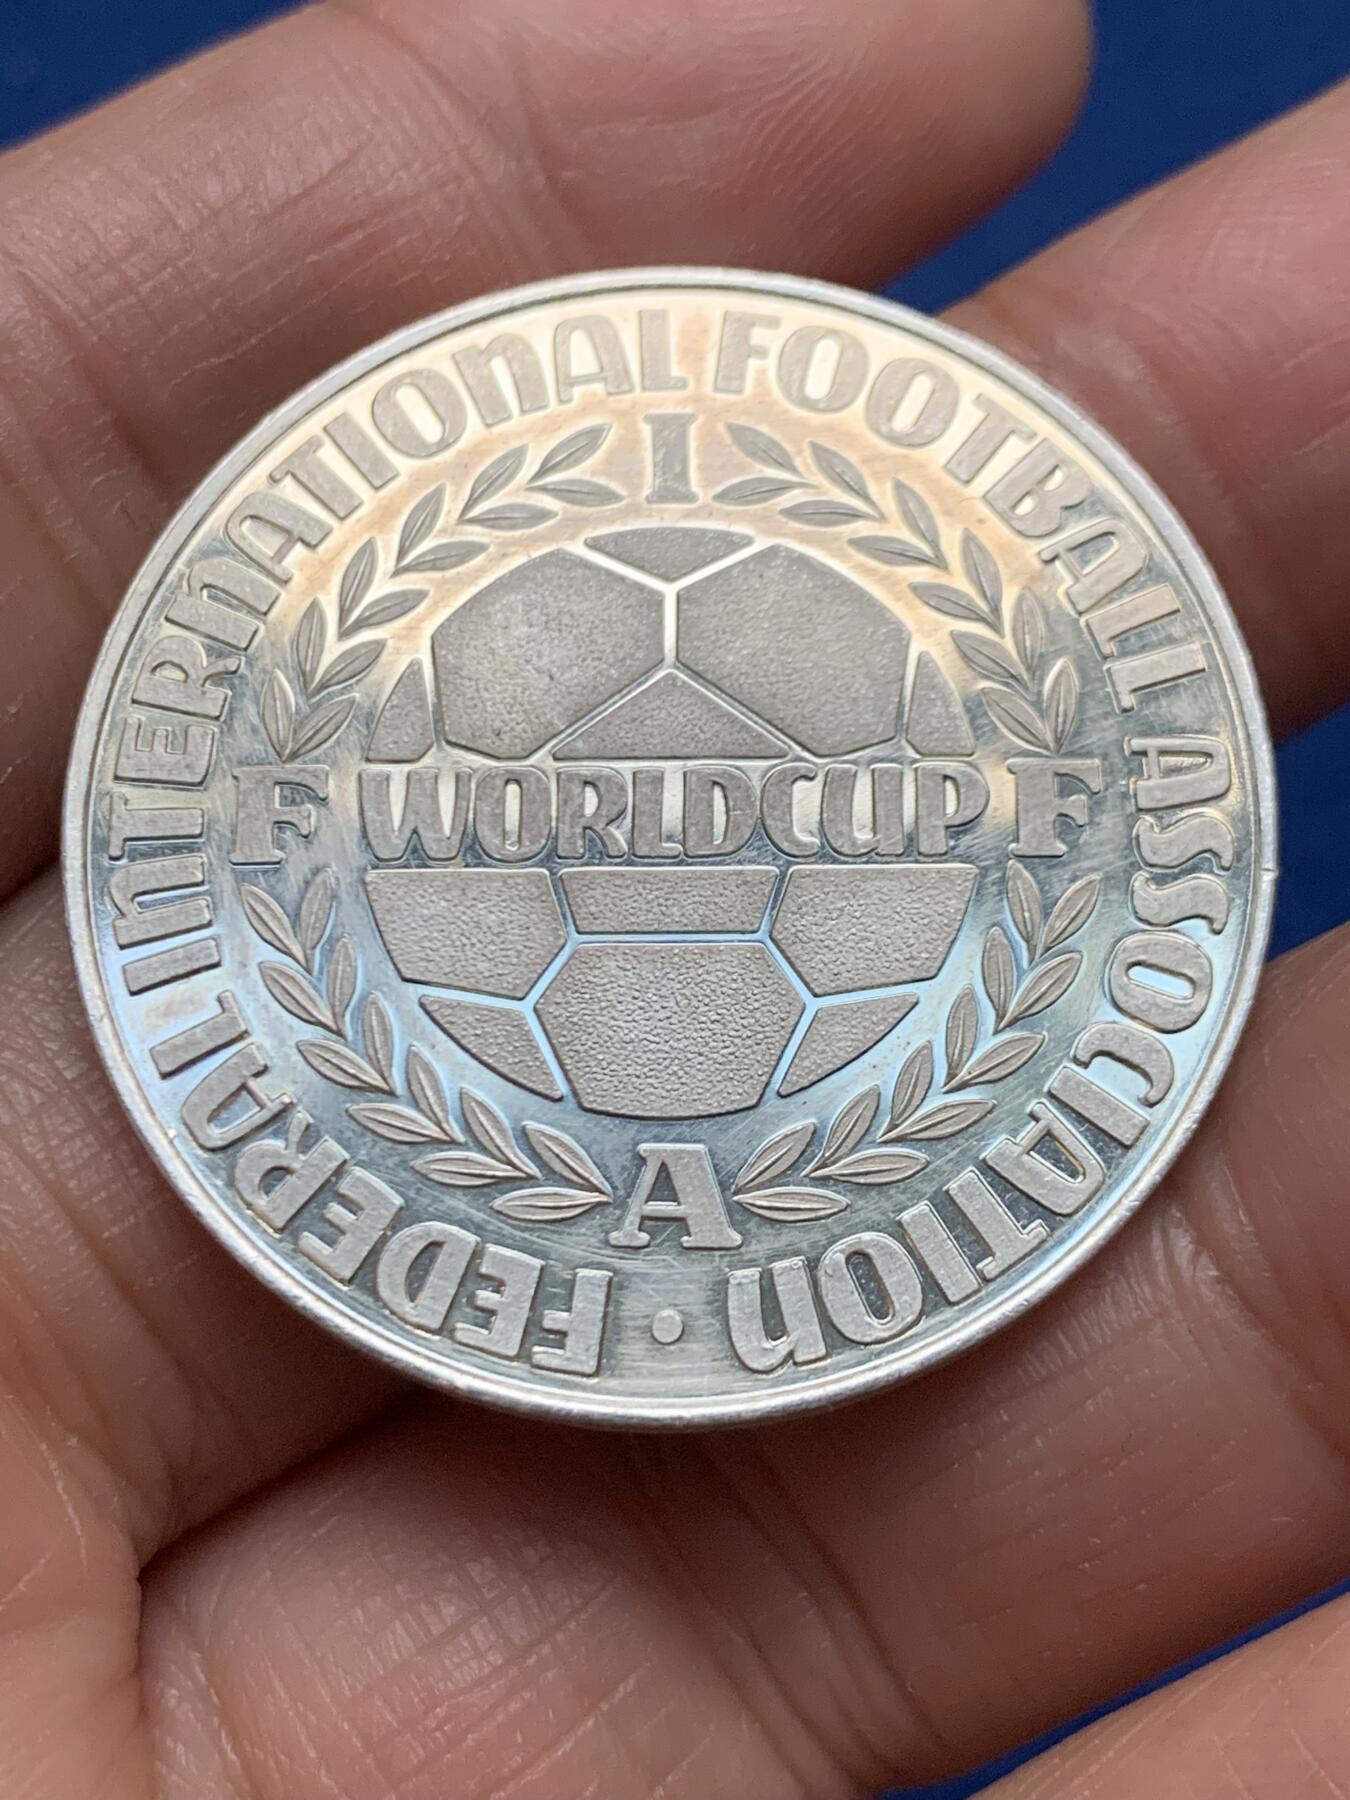 FEDERAL INTERNATIONAL FOOTBALL ASSOCIATION ·
I
F WORLDCUP F
A